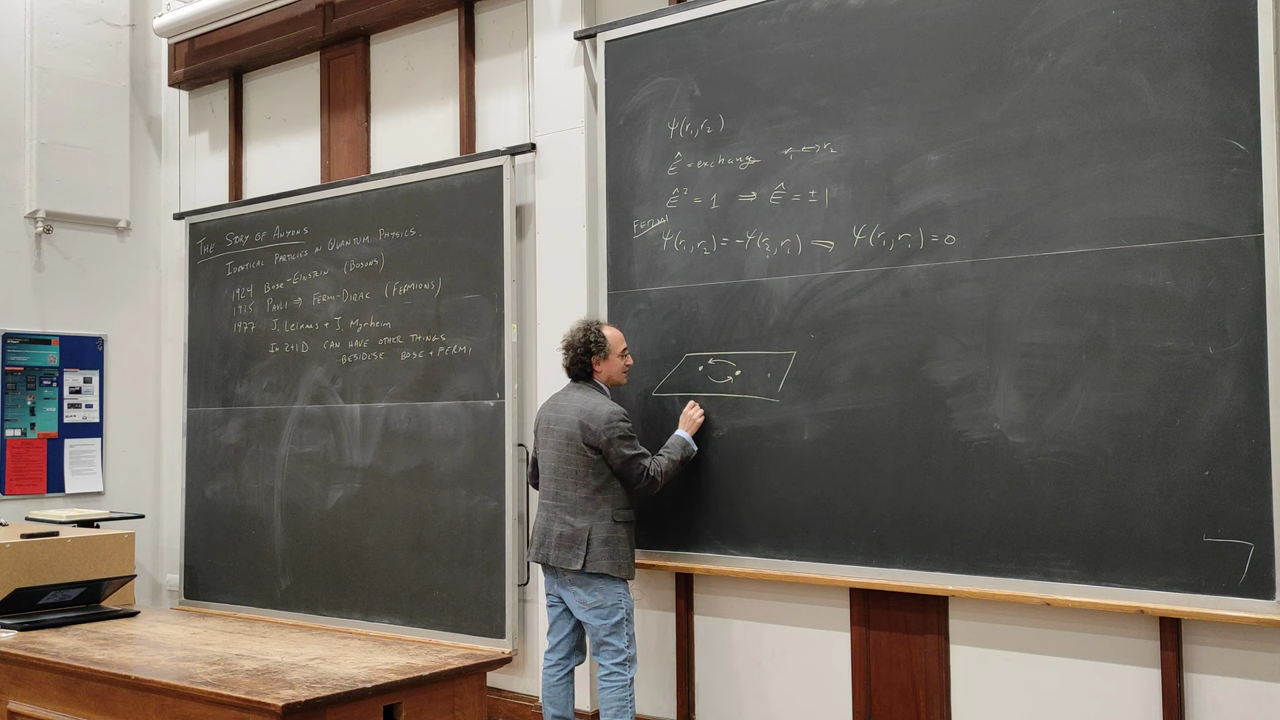 THE STORY OF ANYONS
IDENTICAL PARTICLES IN QUANTUM PHYSICS.
1924 BOSE-EINSTEIN (BOSONS)
1925 PAULI ⇒ FERMI-DIRAC (FERMIONS)
1977 J. Leinaas + J. Myrheim
IN 2+1D CAN HAVE OTHER THINGS
BESIDESE BOSE + FERMI
Ψ(r₁,r₂)
Ê = exchange r₁ ↔ r₂
Ê² = 1 ⇒ Ê = ±1
FERMI
Ψ(r₁,r₂) = -Ψ(r₂,r₁) ⇒ Ψ(r₁,r₁) = 0